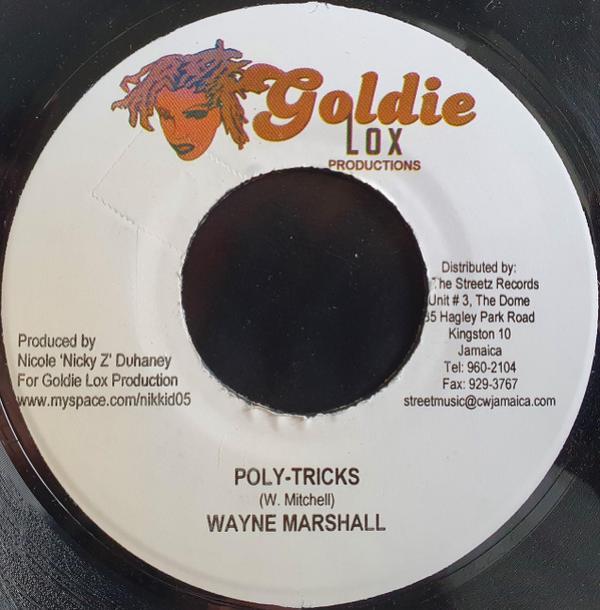 Goldie
LOX
PRODUCTIONS
Distributed by:
The Streetz Records
Unit # 3, The Dome
Hagley Park Road
Kingston 10
Jamaica
Tel: 960-2104
Fax: 929-3767
streetmusic@cwjamaica.com
Produced by
Nicole 'Nicky Z' Duhaney
For Goldie Lox Production
www.myspace.com/nikkid05
POLY-TRICKS
(W. Mitchell)
WAYNE MARSHALL